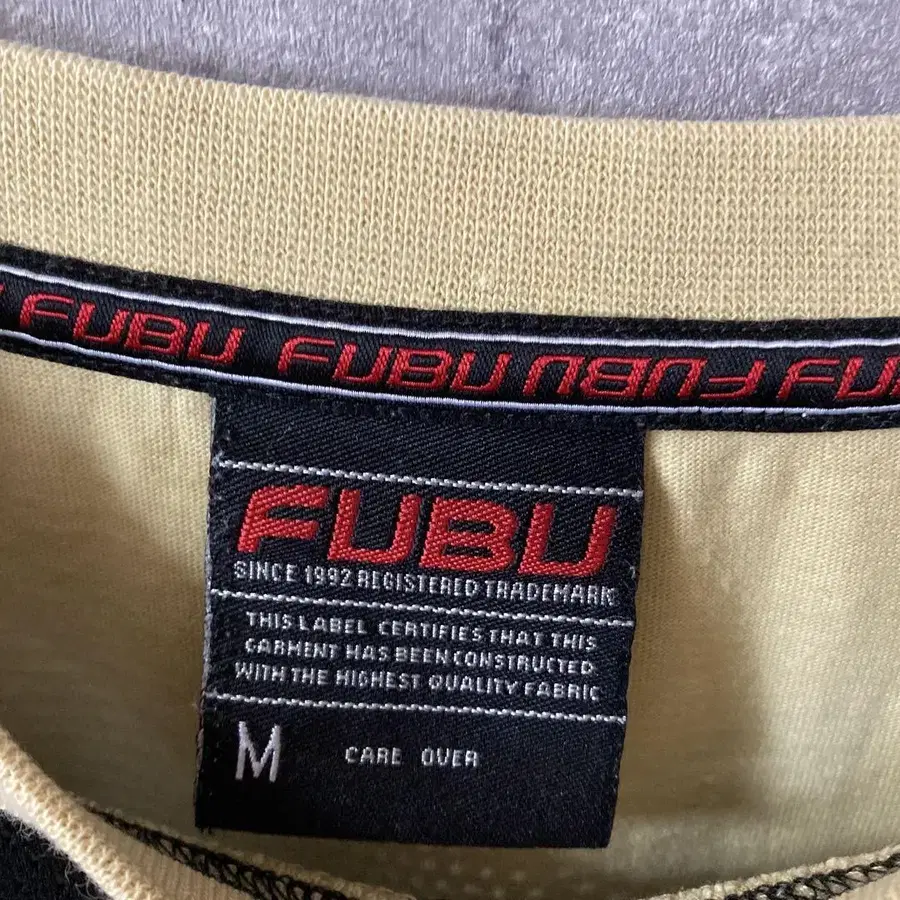 FUBU FUBU FUBU FU
FUBU
SINCE 1992 REGISTERED TRADEMARK
THIS LABEL CERTIFIES THAT THIS
GARMENT HAS BEEN CONSTRUCTED
WITH THE HIGHEST QUALITY FABRIC
M CARE OVER